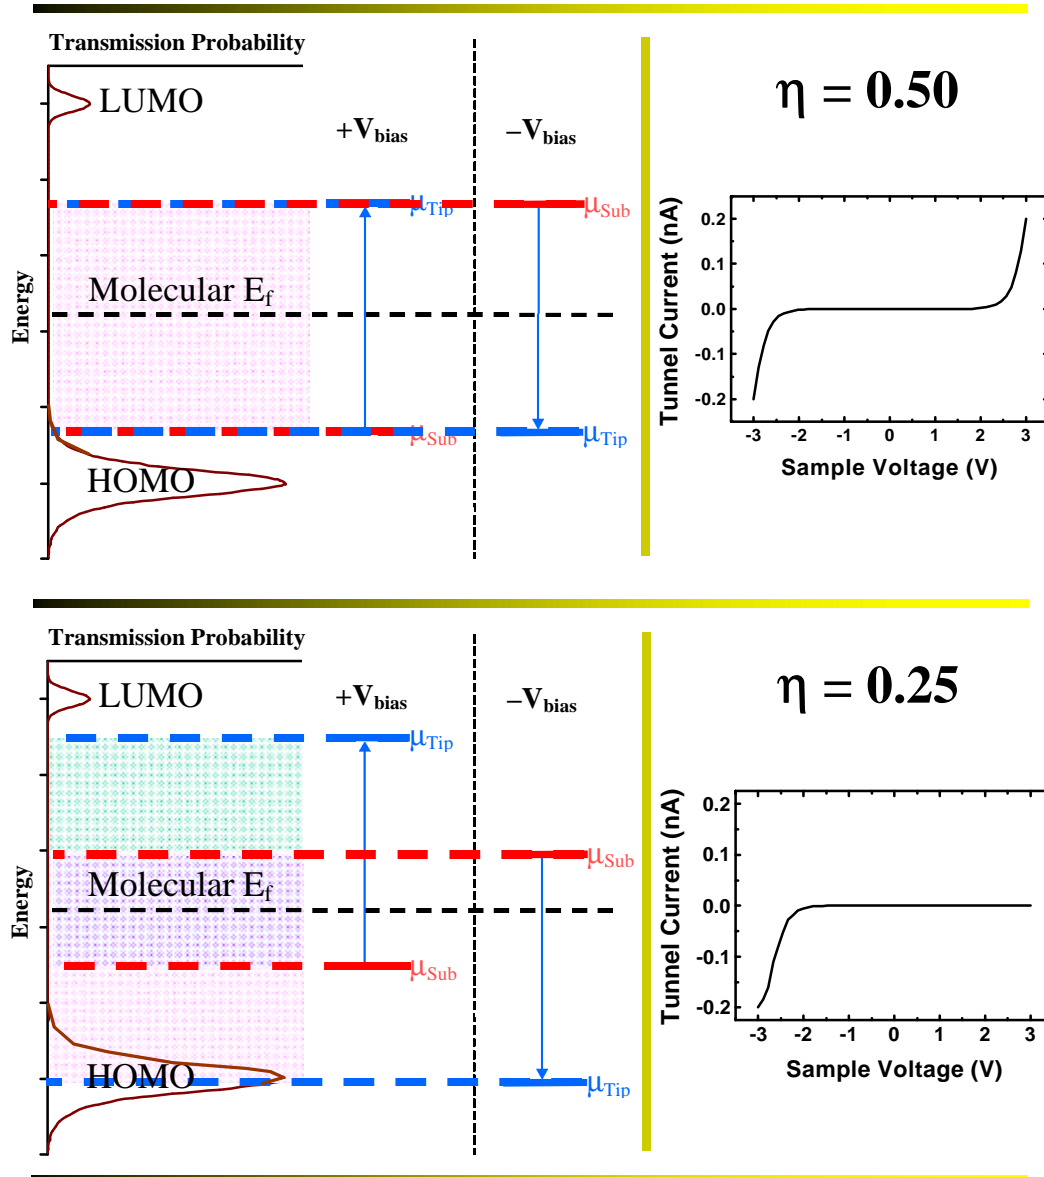 Transmission Probability
LUMO
+Vbias
–Vbias
η = 0.50
μTip
μSub
Molecular Ef
Energy
μSub
μTip
HOMO
Tunnel Current (nA)
0.2
0.1
0.0
-0.1
-0.2
-3 -2 -1 0 1 2 3
Sample Voltage (V)
Transmission Probability
LUMO
+Vbias
–Vbias
η = 0.25
μTip
μSub
Molecular Ef
Energy
μSub
HOMO
μTip
Tunnel Current (nA)
0.2
0.1
0.0
-0.1
-0.2
-3 -2 -1 0 1 2 3
Sample Voltage (V)